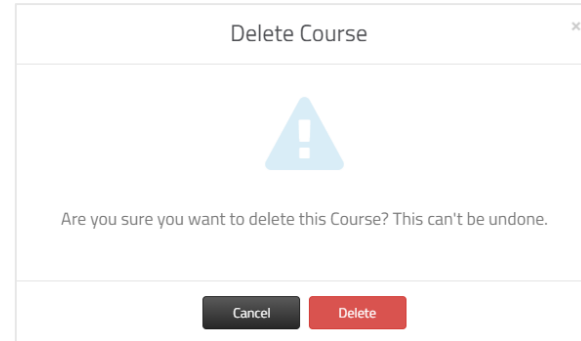 Delete Course
×
Are you sure you want to delete this Course? This can't be undone.
Cancel Delete